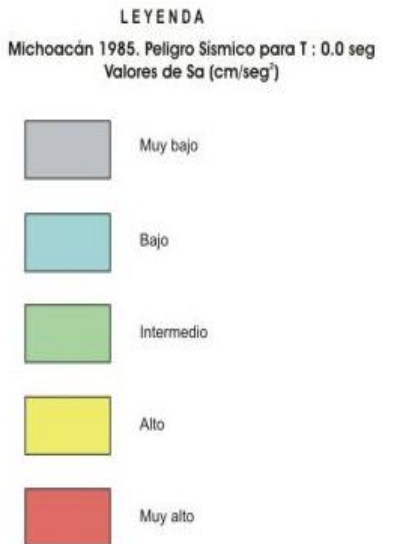 LEYENDA
Michoacán 1985. Peligro Sísmico para T : 0.0 seg
Valores de Sa (cm/seg²)
Muy bajo
Bajo
Intermedio
Alto
Muy alto